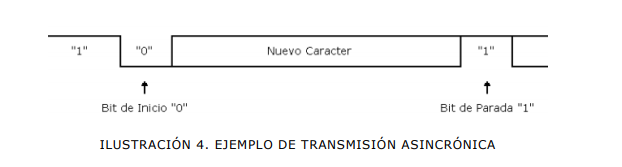 "1" "0" Nuevo Caracter "1"
Bit de Inicio "0" Bit de Parada "1"
ILUSTRACIÓN 4. EJEMPLO DE TRANSMISIÓN ASINCRÓNICA